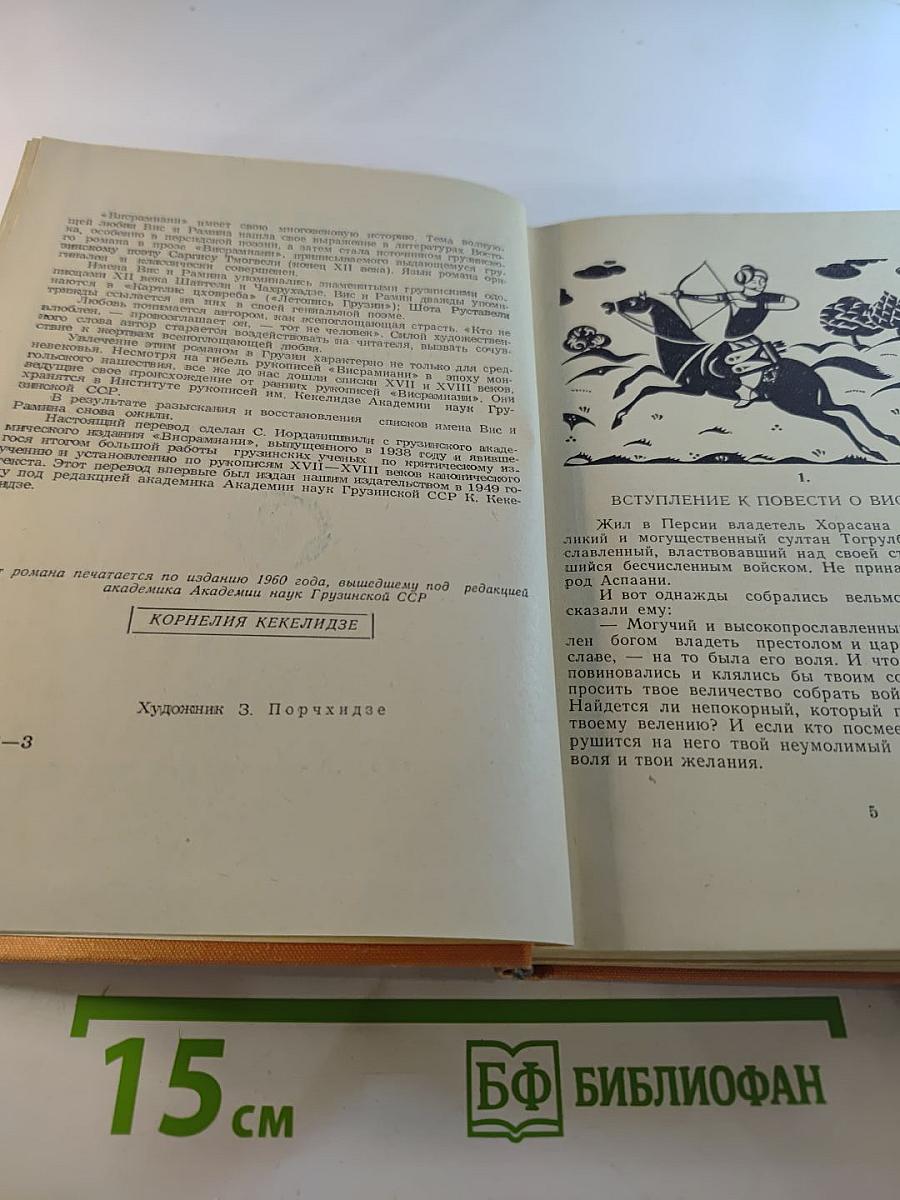 «Висрамиани» имеет свою многовековую историю. Тема волную-
щей любви Вис и Рамина нашла свое выражение в литературах Восто-
ка, особенно в персидской поэзии, а затем стала источником грузинско-
го романа в прозе «Висрамиани», приписываемого выдающемуся гру-
зинскому поэту Саргису Тмогвели (конец XII века). Язык романа ори-
гинален и классически совершенен.
Имена Вис и Рамина упоминались знаменитыми грузинскими одо-
писцами XII века Шавтели и Чахрухадзе. Вис и Рамин дважды упоми-
наются в «Картлис цховреба» («Летопись Грузии»); Шота Руставели
трижды ссылается на них в своей гениальной поэме.
Любовь понимается автором, как всепоглощающая страсть. «Кто не
влюблен, — провозглашает он, — тот не человек». Силой художествен-
ного слова автор старается воздействовать на читателя, вызвать сочув-
ствие к жертвам всепоглощающей любви.
Увлечение этим романом в Грузии характерно не только для сред-
невековья. Несмотря на гибель рукописей «Висрамиани» в эпоху мон-
гольского нашествия, все же до нас дошли списки XVII и XVIII веков,
ведущие свое происхождение от ранних рукописей «Висрамиани». Они
хранятся в Институте рукописей им. Кекелидзе Академии наук Гру-
зинской ССР.
В результате разыскания и восстановления списков имена Вис и
Рамина снова ожили.
Настоящий перевод сделан С. Иорданишвили с грузинского акаде-
мического издания «Висрамиани», выпущенного в 1938 году и явивше-
гося итогом большой работы грузинских ученых по критическому из-
учению и установлению по рукописям XVII—XVIII веков канонического
текста. Этот перевод впервые был издан нашим издательством в 1949 го-
у под редакцией академика Академии наук Грузинской ССР К. Кеке-
идзе.
т романа печатается по изданию 1960 года, вышедшему под редакцией
академика Академии наук Грузинской ССР
КОРНЕЛИЯ КЕКЕЛИДЗЕ
Художник З. Порчхидзе
—3
1.
ВСТУПЛЕНИЕ К ПОВЕСТИ О ВИС
Жил в Персии владетель Хорасана
ликий и могущественный султан Тогрулб
славленный, властвовавший над своей ст
шийся бесчисленным войском. Не прина
род Аспаани.
И вот однажды собрались вельмо
сказали ему:
— Могучий и высокопрославленны
лен богом владеть престолом и цар
славе, — на то была его воля. И что
повиновались и клялись бы твоим со
просить твое величество собрать вой
Найдется ли непокорный, который п
твоему велению? И если кто посмее
рушится на него твой неумолимый
воля и твои желания.
5
15 см
БФ БИБЛИОФАН